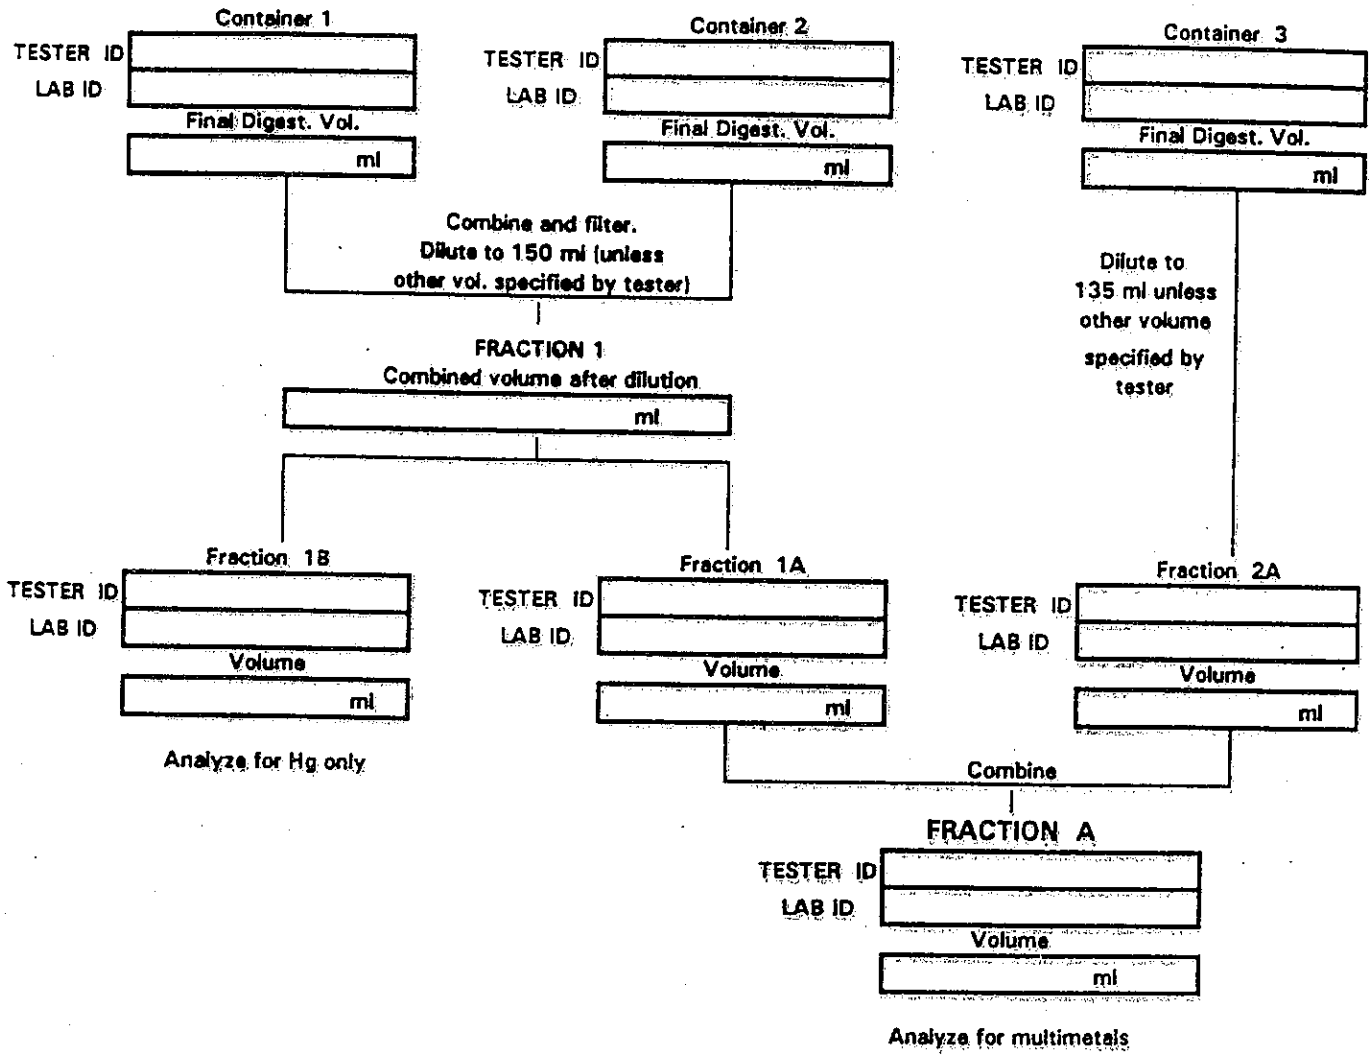 Container 1
TESTER ID
LAB ID
Final Digest. Vol.
ml
Container 2
TESTER ID
LAB ID
Final Digest. Vol.
ml
Container 3
TESTER ID
LAB ID
Final Digest. Vol.
ml
Combine and filter.
Dilute to 150 ml (unless
other vol. specified by tester)
Dilute to
135 ml unless
other volume
specified by
tester
FRACTION 1
Combined volume after dilution
ml
Fraction 1B
TESTER ID
LAB ID
Volume
ml
Analyze for Hg only
Fraction 1A
TESTER ID
LAB ID
Volume
ml
Fraction 2A
TESTER ID
LAB ID
Volume
ml
Combine
FRACTION A
TESTER ID
LAB ID
Volume
ml
Analyze for multimetals